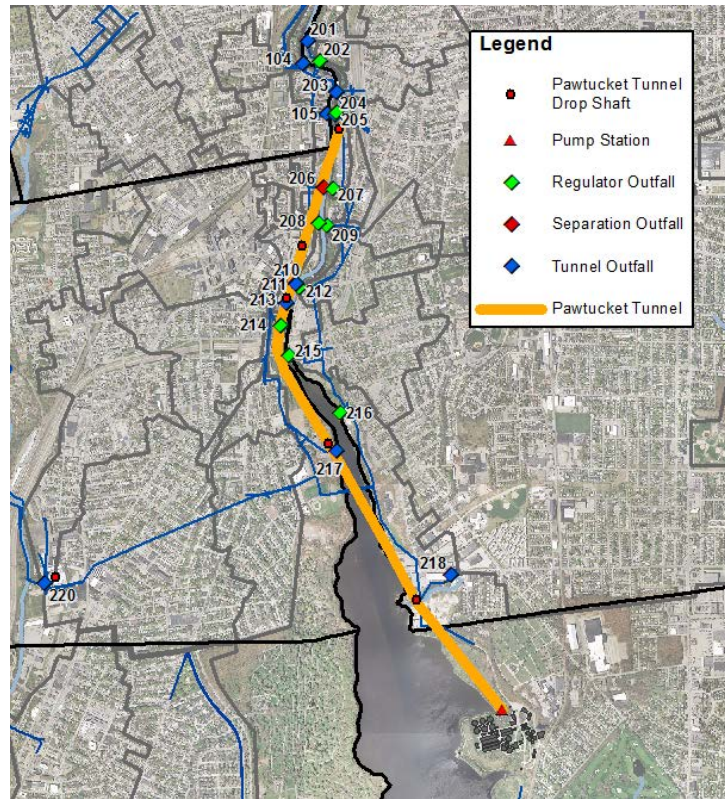 Legend
Pawtucket Tunnel
Drop Shaft
Pump Station
Regulator Outfall
Separation Outfall
Tunnel Outfall
Pawtucket Tunnel
201
202
104
203
204
105
205
206
207
208
209
210
211
212
213
214
215
216
217
218
220